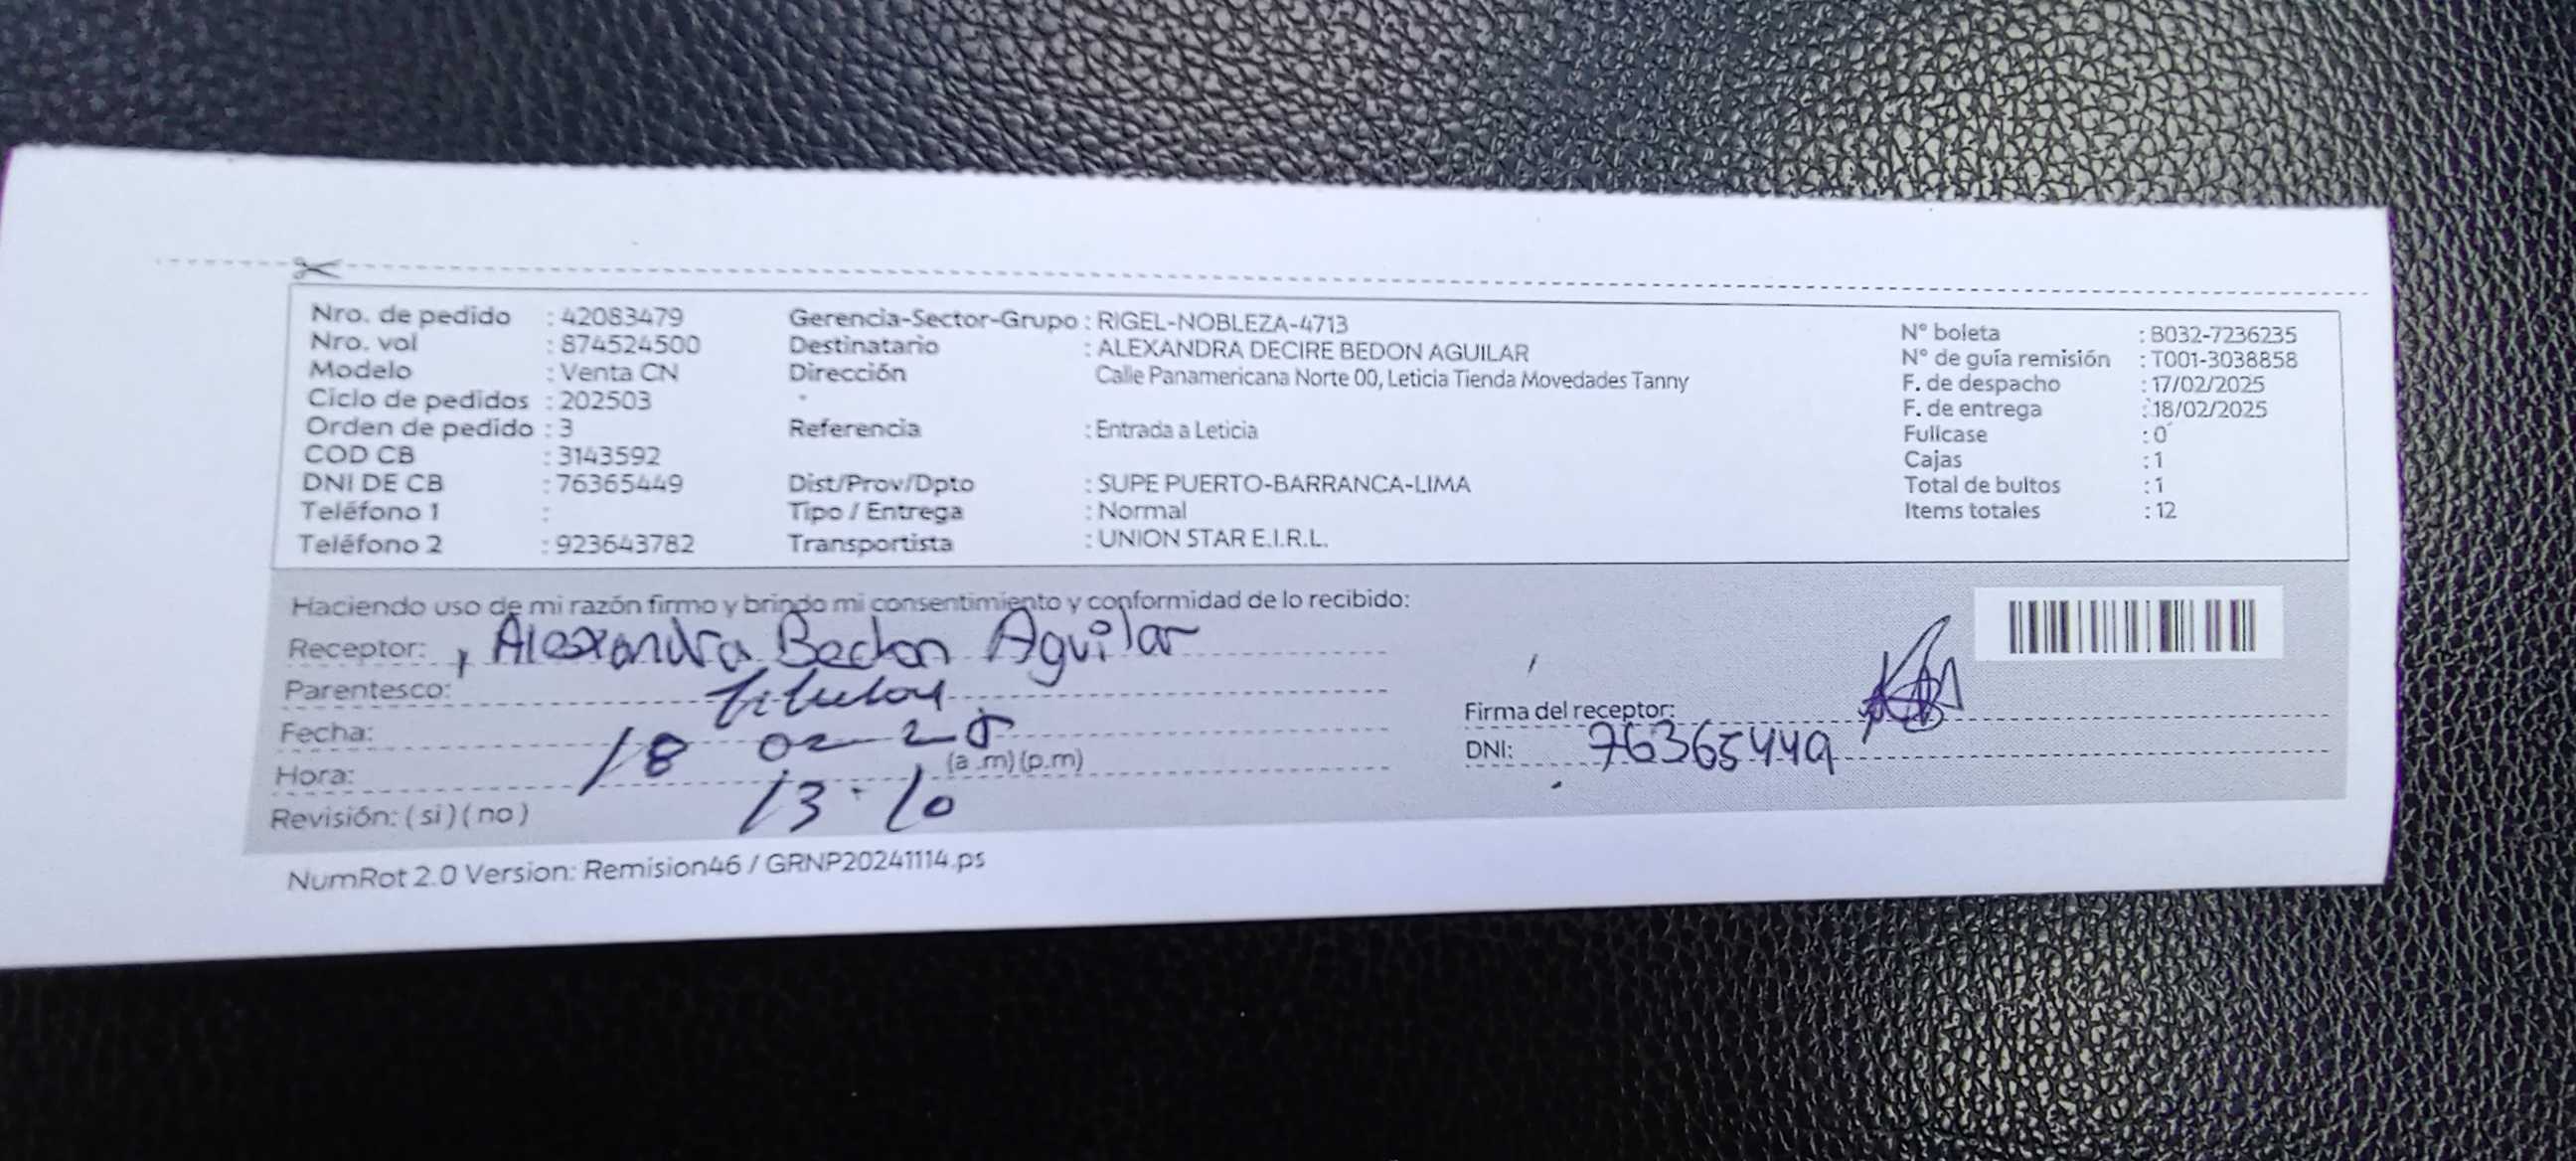 Nro. de pedido : 42083479 Gerencia-Sector-Grupo : RIGEL-NOBLEZA-4713 N° boleta : B032-7236235
Nro. vol : 874524500 Destinatario : ALEXANDRA DECIRE BEDON AGUILAR N° de guía remisión : T001-3038858
Modelo : Venta CN Dirección Calle Panamericana Norte 00, Leticia Tienda Movedades Tanny F. de despacho : 17/02/2025
Ciclo de pedidos : 202503 F. de entrega : 18/02/2025
Orden de pedido : 3 Referencia : Entrada a Leticia Fullcase : 0
COD CB : 3143592 Cajas : 1
DNI DE CB : 76365449 Dist/Prov/Dpto : SUPE PUERTO-BARRANCA-LIMA Total de bultos : 1
Teléfono 1 : Tipo / Entrega : Normal Items totales : 12
Teléfono 2 : 923643782 Transportista : UNION STAR E.I.R.L.
Haciendo uso de mi razón firmo y brindo mi consentimiento y conformidad de lo recibido:
Receptor: Alexandra Bedon Aguilar
Parentesco: titular
Firma del receptor:
Fecha: 18 02-25
DNI: 76365449
Hora: 13:10 (a .m) (p.m)
Revisión: ( si ) ( no )
NumRot 2.0 Version: Remision46 / GRNP20241114.ps